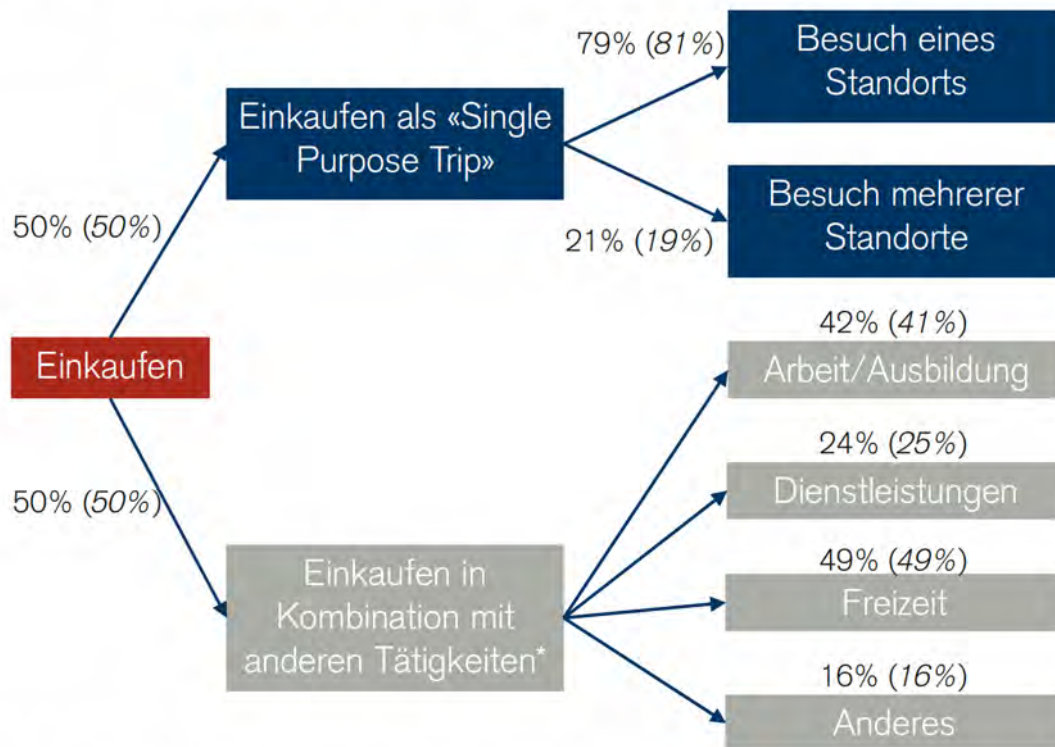 79% (81%)
Besuch eines
Standorts
Einkaufen als «Single
Purpose Trip»
50% (50%)
21% (19%)
Besuch mehrerer
Standorte
Einkaufen
42% (41%)
Arbeit/Ausbildung
50% (50%)
24% (25%)
Dienstleistungen
Einkaufen in
Kombination mit
anderen Tätigkeiten*
49% (49%)
Freizeit
16% (16%)
Anderes